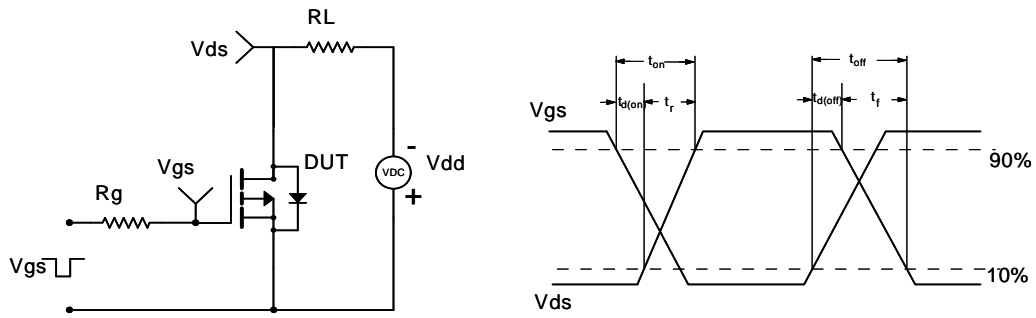 RL
Vds
Vgs
DUT
Rg
VDC
-
+
Vdd
Vgs
ton
toff
td(on)
tr
td(off)
tf
Vgs
90%
10%
Vds